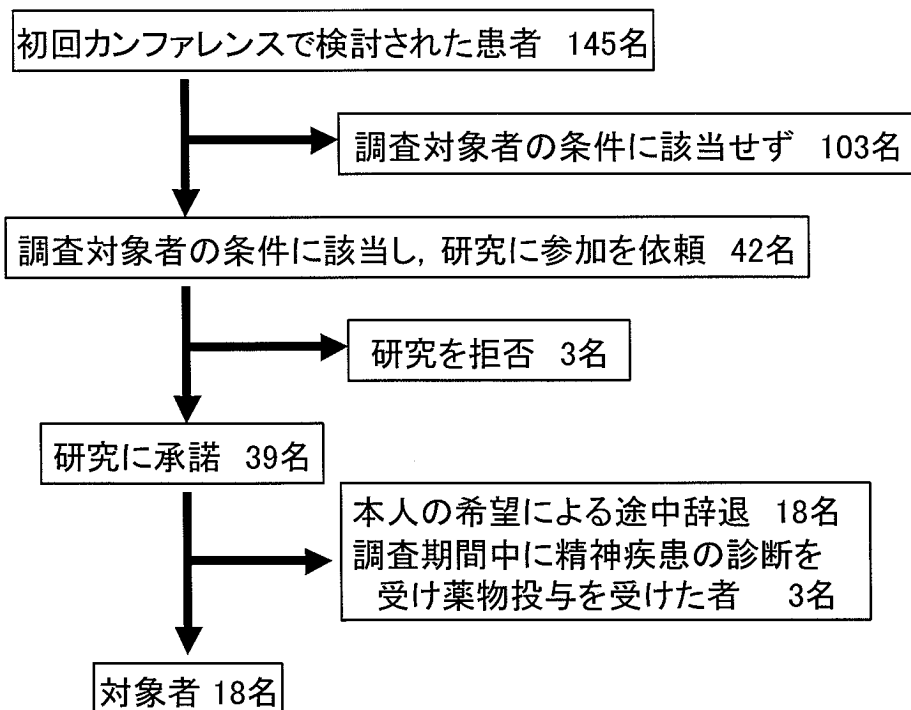 初回カンファレンスで検討された患者 145名
調査対象者の条件に該当せず 103名
調査対象者の条件に該当し, 研究に参加を依頼 42名
研究を拒否 3名
研究に承諾 39名
本人の希望による途中辞退 18名
調査期間中に精神疾患の診断を
受け薬物投与を受けた者 3名
対象者 18名